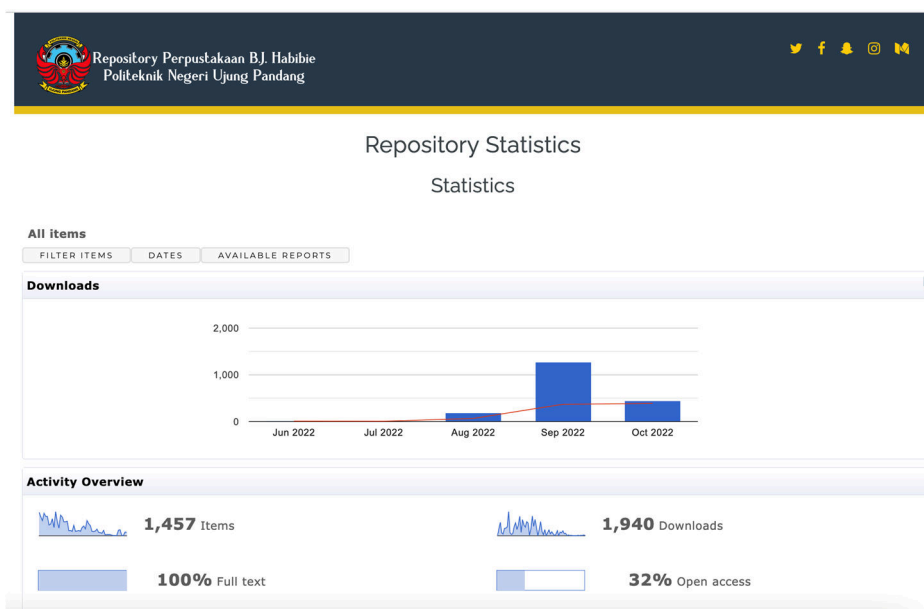 Repository Perpustakaan B.J. Habibie
Politeknik Negeri Ujung Pandang
Repository Statistics
Statistics
All items
FILTER ITEMS
DATES
AVAILABLE REPORTS
Downloads
2,000
1,000
0
Jun 2022
Jul 2022
Aug 2022
Sep 2022
Oct 2022
Activity Overview
1,457 Items
1,940 Downloads
100% Full text
32% Open access